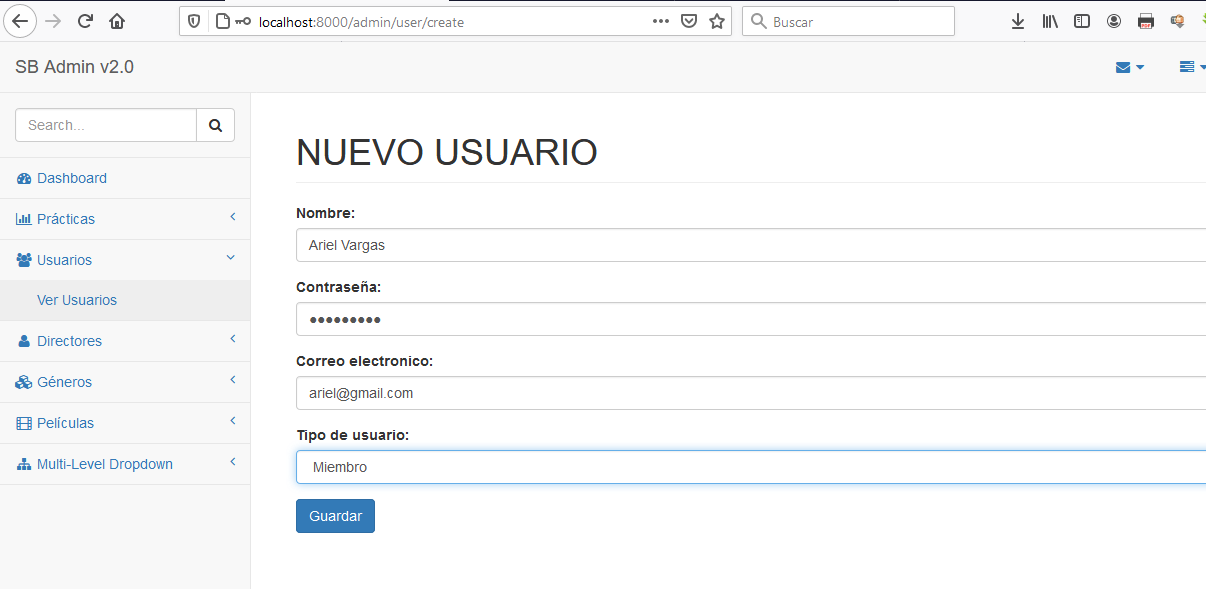 localhost:8000/admin/user/create
Buscar
SB Admin v2.0
Search...
Dashboard
Prácticas
Usuarios
Ver Usuarios
Directores
Géneros
Películas
Multi-Level Dropdown
NUEVO USUARIO
Nombre:
Ariel Vargas
Contraseña:
•••••••••
Correo electronico:
ariel@gmail.com
Tipo de usuario:
Miembro
Guardar